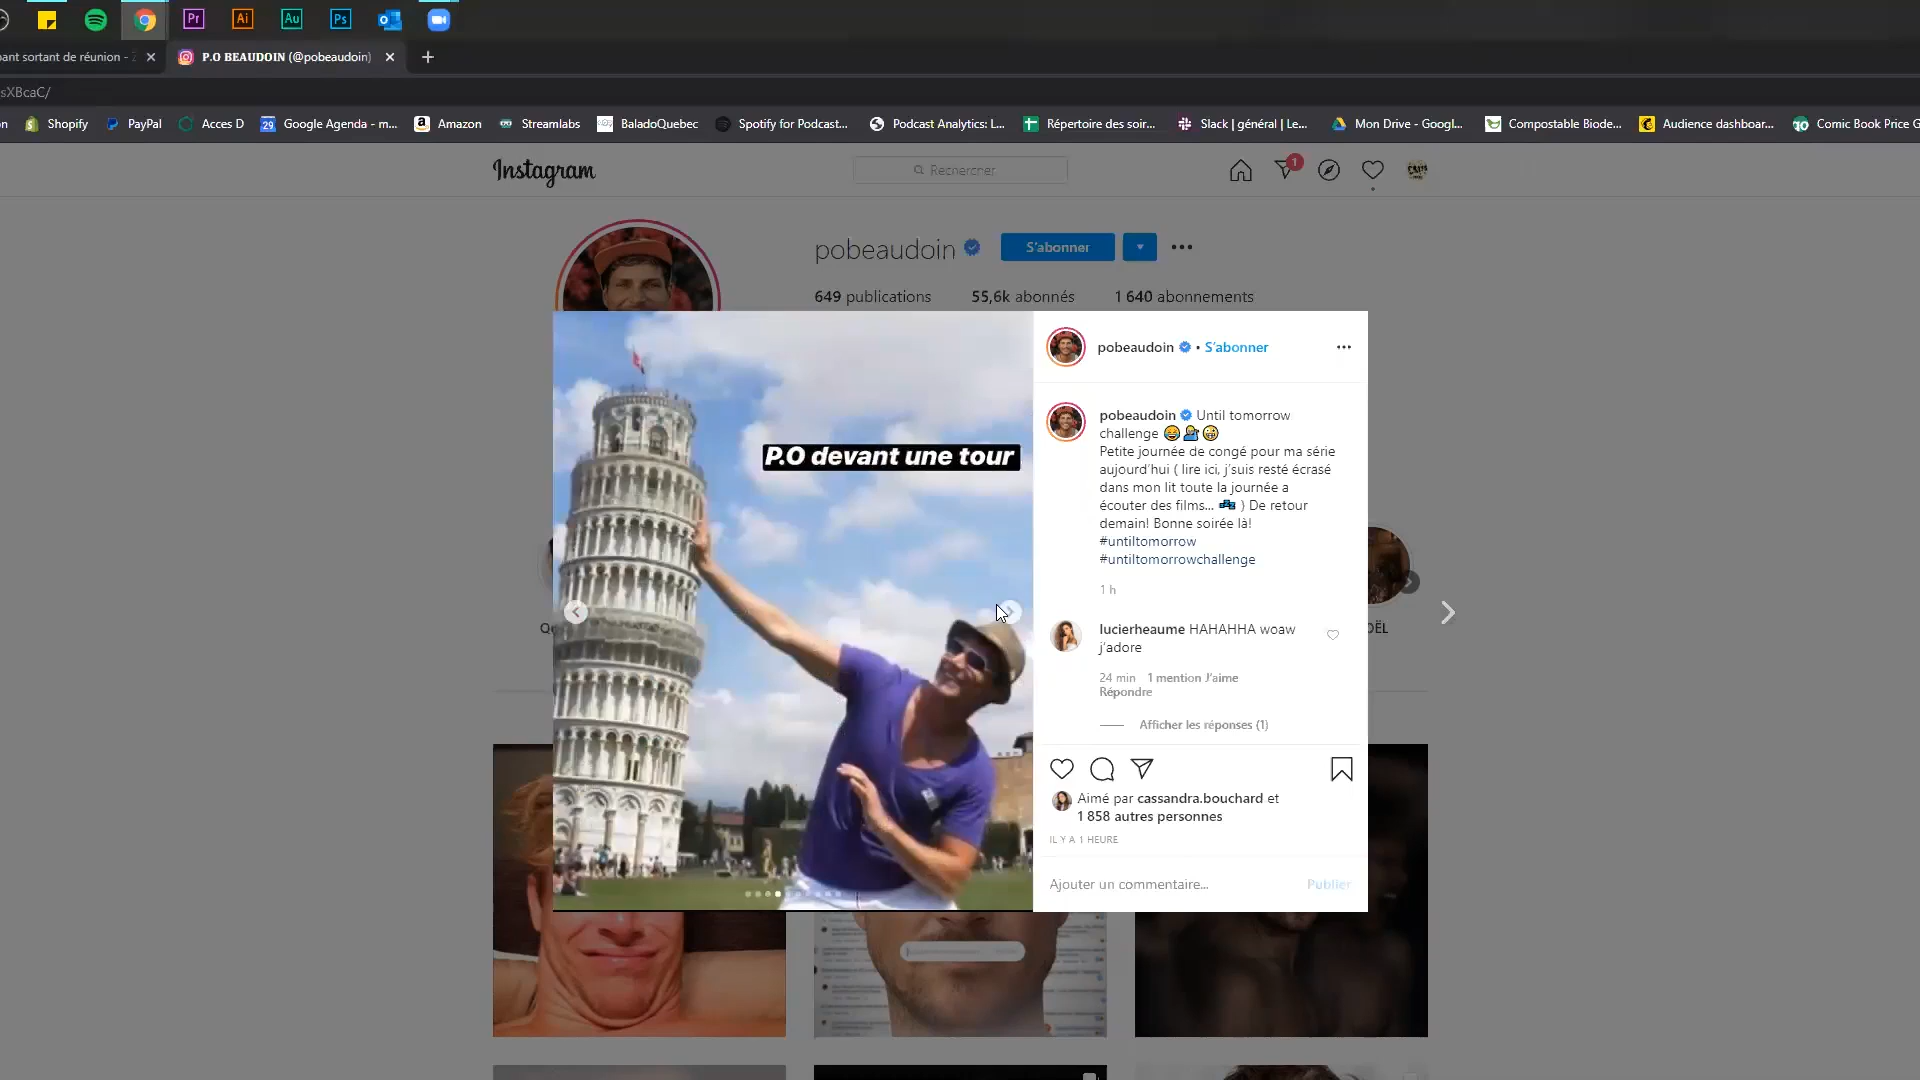 Pr Ai Au Ps
ant sortant de réunion - Z
P.O BEAUDOIN (@pobeaudoin)
sXBcaC/
Shopify PayPal Acces D Google Agenda - m... Amazon Streamlabs BaladoQuebec Spotify for Podcast... Podcast Analytics: L... Répertoire des soir... Slack | général | Le... Mon Drive - Googl... Compostable Biode... Audience dashboar... Comic Book Price G
Instagram
Rechercher
1
pobeaudoin S'abonner
649 publications 55,6k abonnés 1 640 abonnements
P.O devant une tour
pobeaudoin • S'abonner
pobeaudoin Until tomorrow
challenge
Petite journée de congé pour ma série
aujourd'hui ( lire ici, j'suis resté écrasé
dans mon lit toute la journée a
écouter des films... ) De retour
demain! Bonne soirée là!
#untiltomorrow
#untiltomorrowchallenge
1 h
lucierheaume HAHAHHA woaw
j'adore
24 min 1 mention J'aime
Répondre
Afficher les réponses (1)
Aimé par cassandra.bouchard et
1 858 autres personnes
IL Y A 1 HEURE
Ajouter un commentaire... Publier